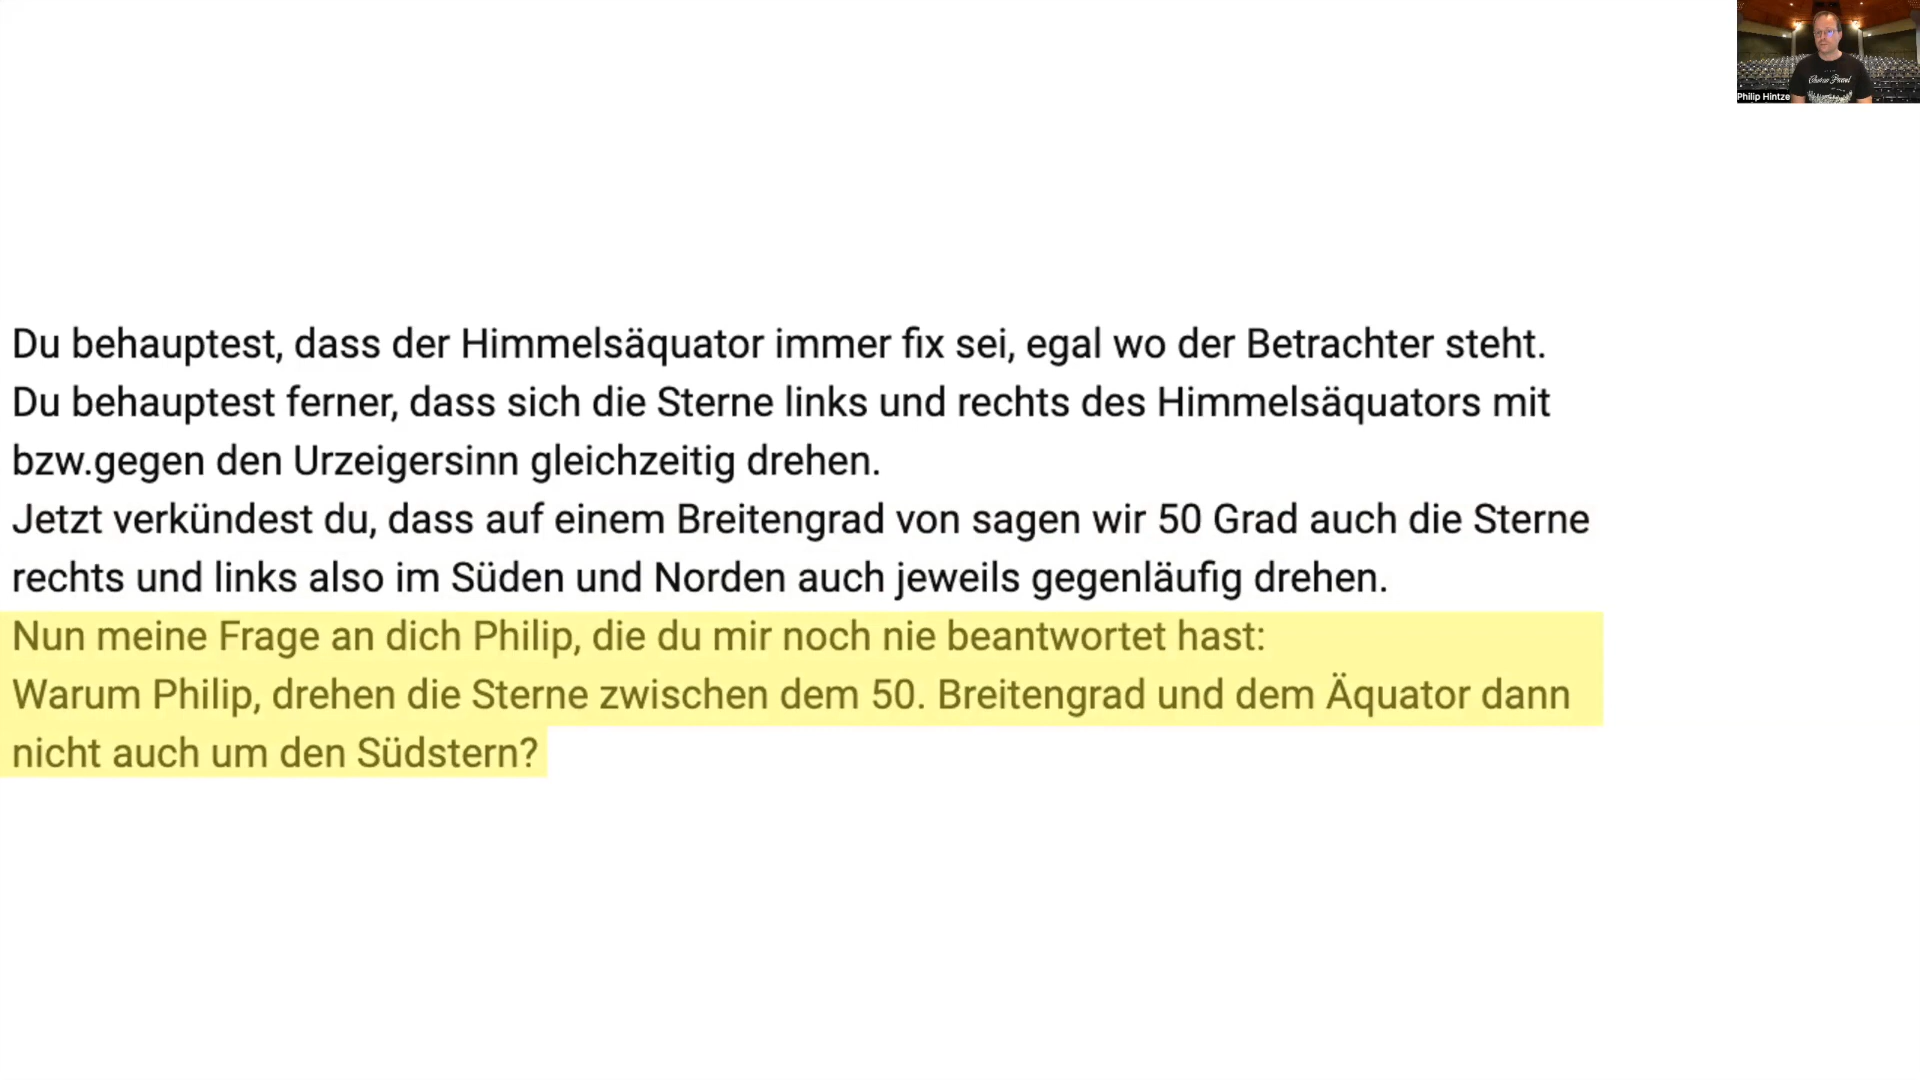 Philip Hintze
Du behauptest, dass der Himmelsäquator immer fix sei, egal wo der Betrachter steht.
Du behauptest ferner, dass sich die Sterne links und rechts des Himmelsäquators mit
bzw.gegen den Urzeigersinn gleichzeitig drehen.
Jetzt verkündest du, dass auf einem Breitengrad von sagen wir 50 Grad auch die Sterne
rechts und links also im Süden und Norden auch jeweils gegenläufig drehen.
Nun meine Frage an dich Philip, die du mir noch nie beantwortet hast:
Warum Philip, drehen die Sterne zwischen dem 50. Breitengrad und dem Äquator dann
nicht auch um den Südstern?